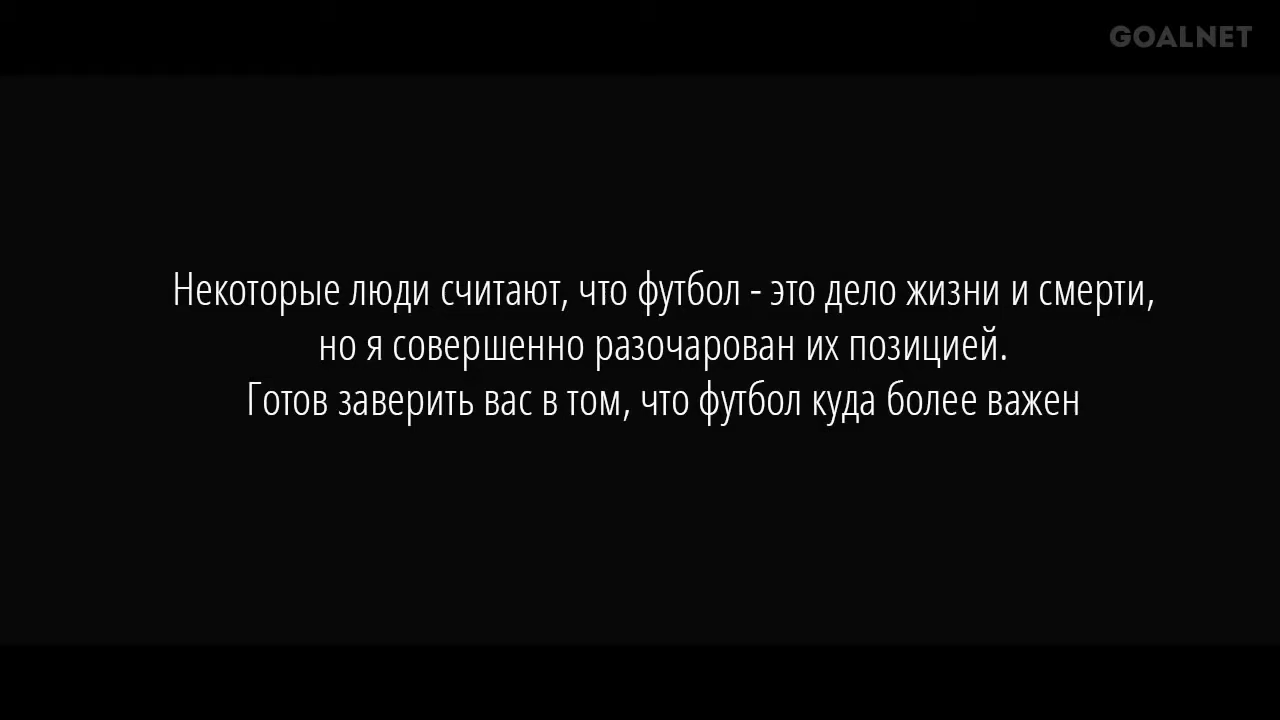 GOALNET
Некоторые люди считают, что футбол - это дело жизни и смерти,
но я совершенно разочарован их позицией.
Готов заверить вас в том, что футбол куда более важен